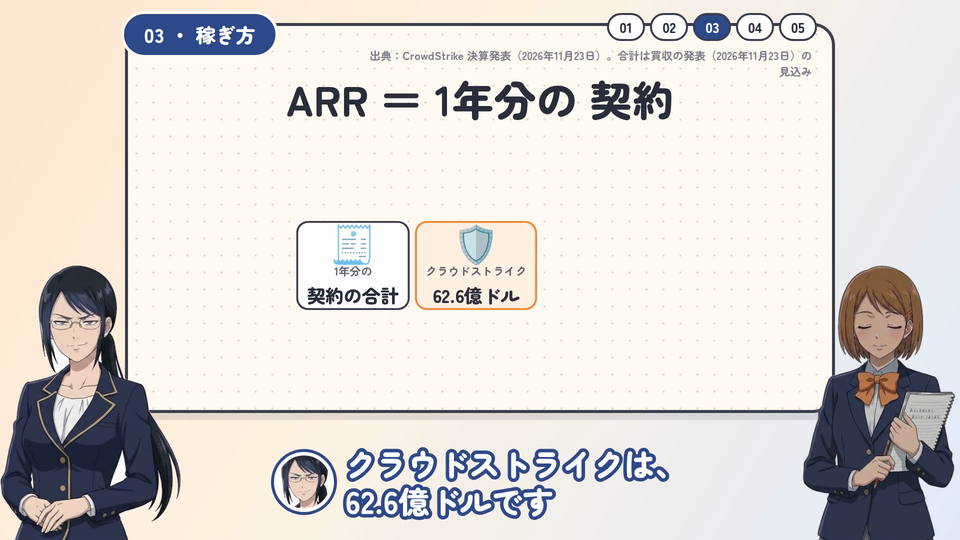 03 ・ 稼ぎ方
01 02 03 04 05
出典：CrowdStrike 決算発表（2026年11月23日）。合計は買収の発表（2026年11月23日）の
見込み
ARR ＝ 1年分の 契約
1年分の
契約の合計
クラウドストライク
62.6億ドル
クラウドストライクは、
62.6億ドルです